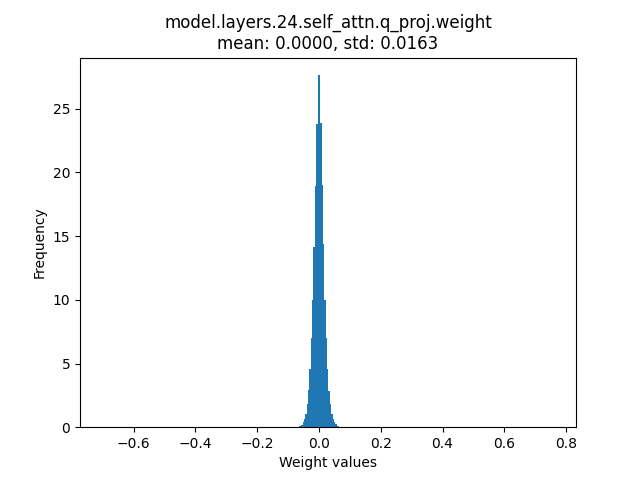 model.layers.24.self_attn.q_proj.weight
mean: 0.0000, std: 0.0163
Frequency
25
20
15
10
5
0
−0.6 −0.4 −0.2 0.0 0.2 0.4 0.6 0.8
Weight values